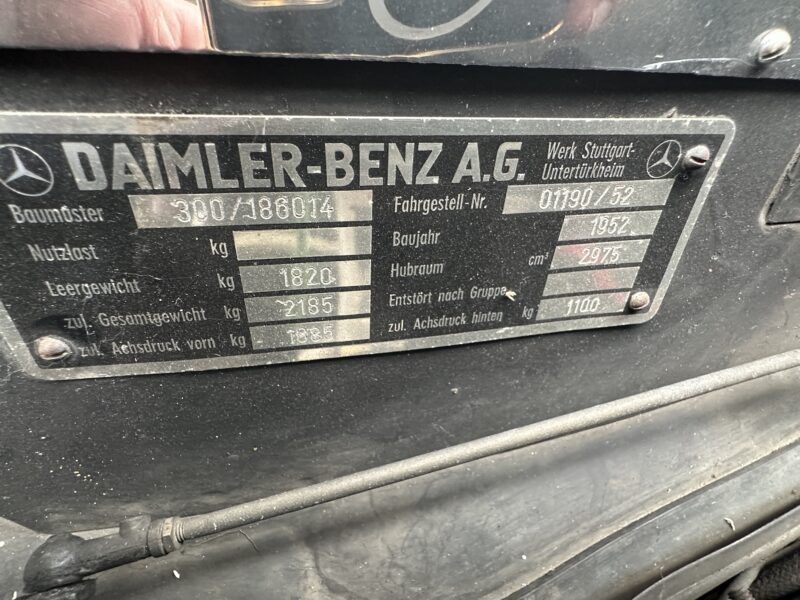 DAIMLER-BENZ A.G. Werk Stuttgart-
Untertürkheim
Baumuster 300/186014
Nutzlast kg
Leergewicht kg 1820
zul. Gesamtgewicht kg 2185
zul. Achsdruck vorn kg 1085
Fahrgestell-Nr. 01190/52
Baujahr 1952
Hubraum cm³ 2975
Entstört nach Gruppe
zul. Achsdruck hinten kg 1100